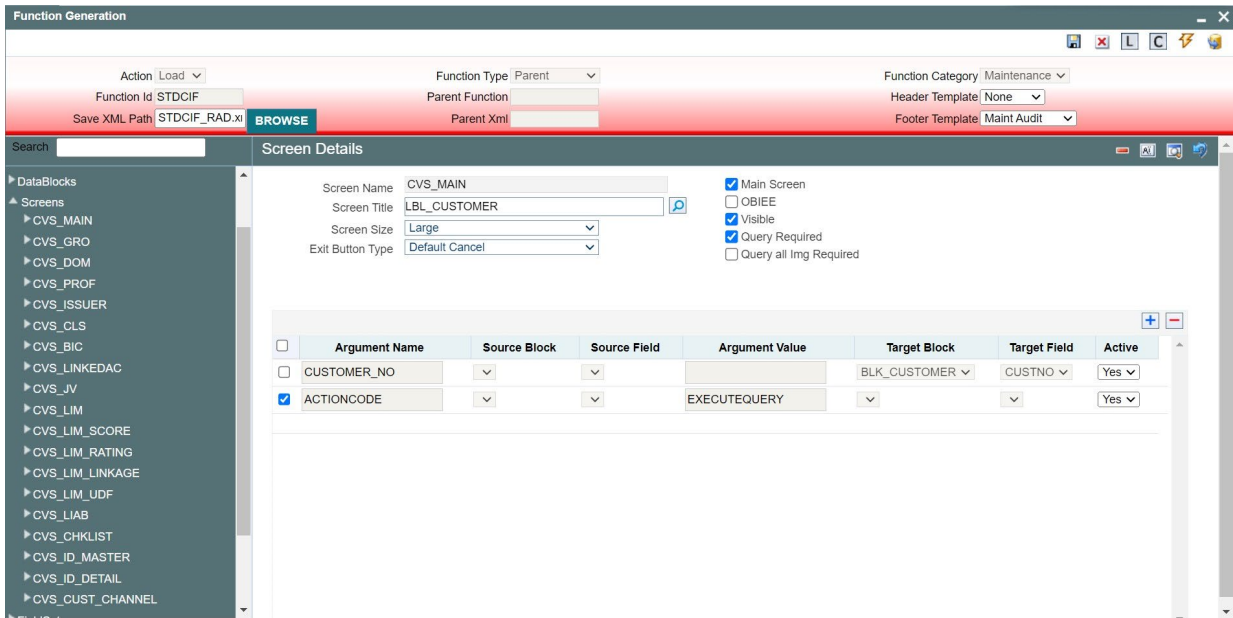 Function Generation
L C
Action Load Function Type Parent Function Category Maintenance
Function Id STDCIF Parent Function Header Template None
Save XML Path STDCIF_RAD.x BROWSE Parent Xml Footer Template Maint Audit
Search Screen Details
DataBlocks
Screens
CVS_MAIN
CVS_GRO
CVS_DOM
CVS_PROF
CVS_ISSUER
CVS_CLS
CVS_BIC
CVS_LINKEDAC
CVS_JV
CVS_LIM
CVS_LIM_SCORE
CVS_LIM_RATING
CVS_LIM_LINKAGE
CVS_LIM_UDF
CVS_LIAB
CVS_CHKLIST
CVS_ID_MASTER
CVS_ID_DETAIL
CVS_CUST_CHANNEL
Screen Name CVS_MAIN Main Screen
Screen Title LBL_CUSTOMER OBIEE
Screen Size Large Visible
Exit Button Type Default Cancel Query Required
Query all Img Required
Argument Name Source Block Source Field Argument Value Target Block Target Field Active
CUSTOMER_NO BLK_CUSTOMER CUSTNO Yes
ACTIONCODE EXECUTEQUERY Yes